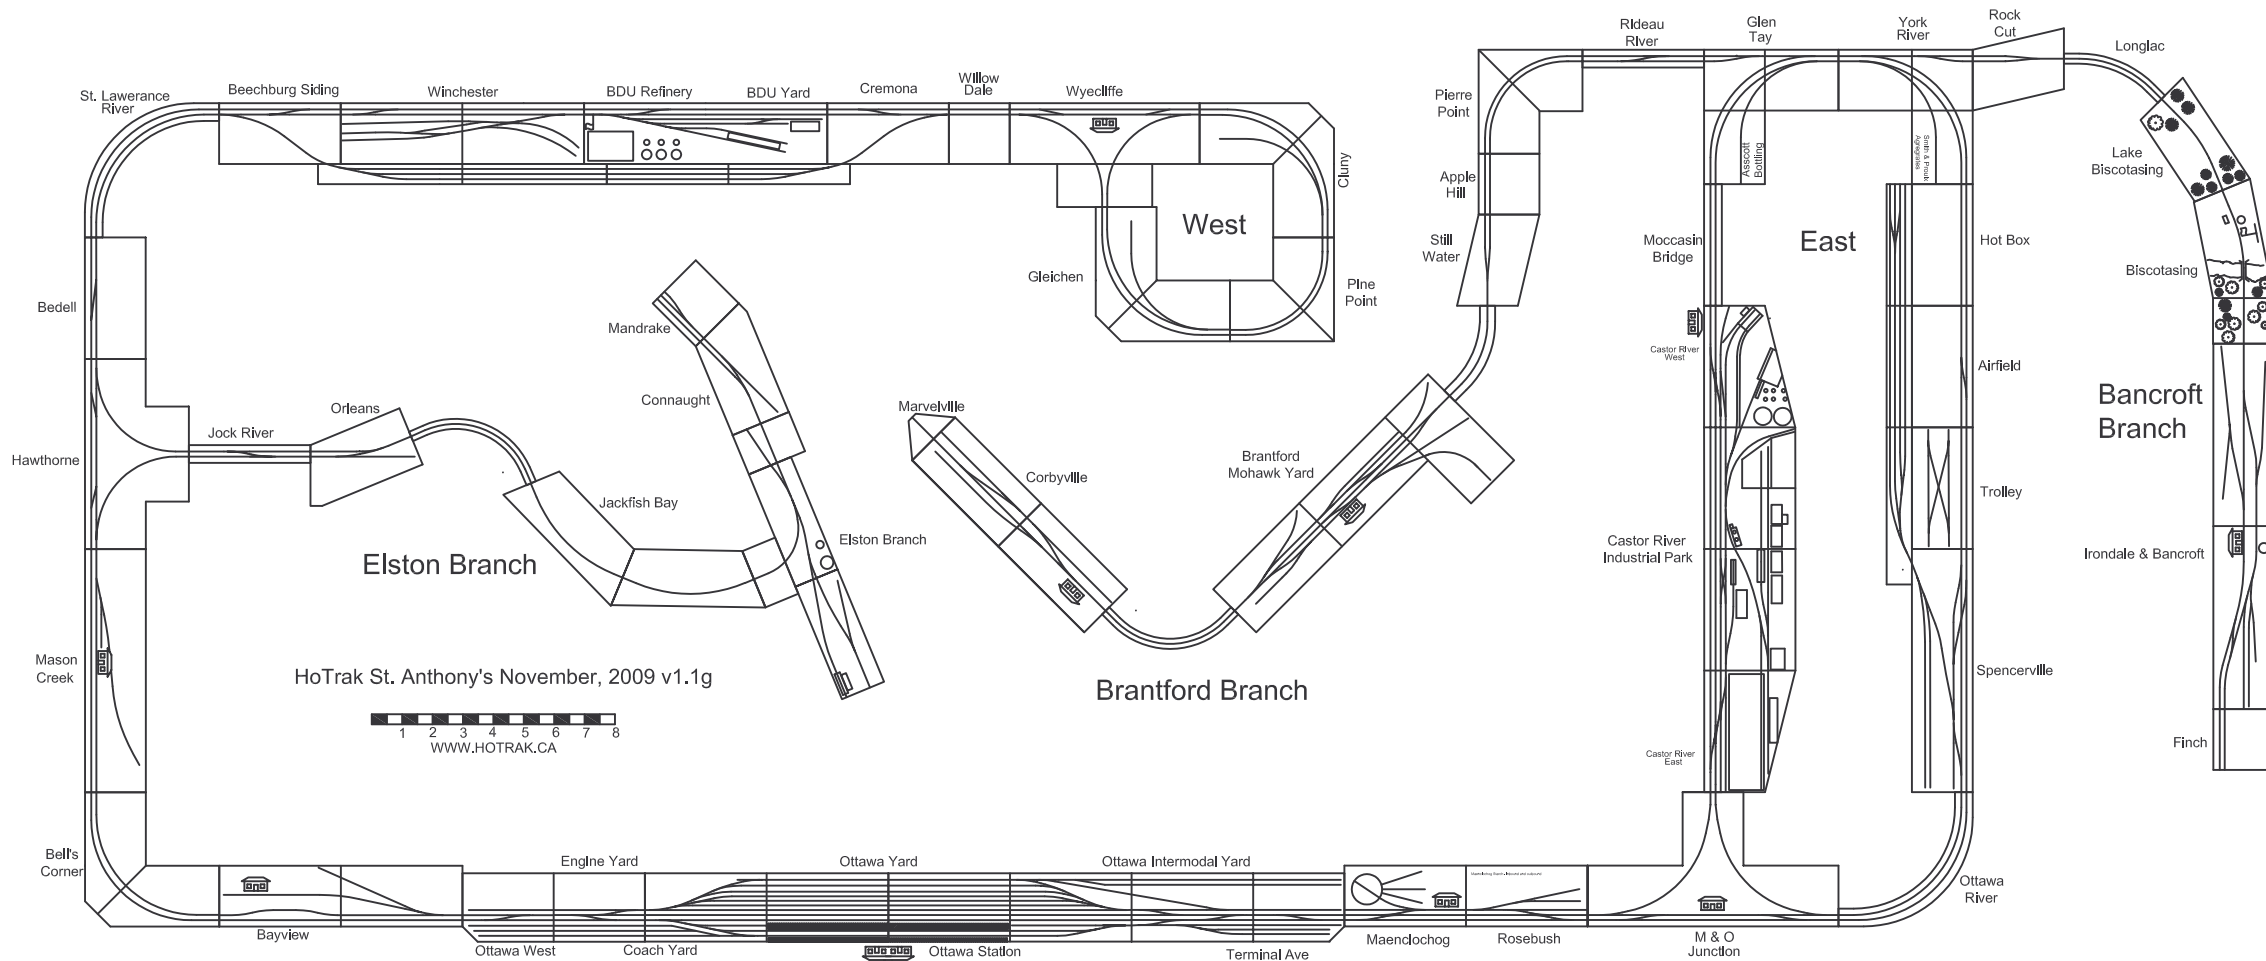 St. Lawerance
River
Beechburg Siding
Winchester
BDU Refinery
BDU Yard
Cremona
Willow
Dale
Wyecliffe
Rideau
River
Glen
Tay
York
River
Rock
Cut
Longlac
Pierre
Point
Cluny
Asscott
Bottling
Lake
Biscotasing
Apple
Hill
West
Still
Water
Moccasin
Bridge
East
Hot Box
Gleichen
Pine
Point
Biscotasing
Bedell
Mandrake
Castor River
West
Airfield
Connaught
Marvelville
Orleans
Bancroft
Branch
Jock River
Hawthorne
Corbyville
Brantford
Mohawk Yard
Jackfish Bay
Trolley
Elston Branch
Elston Branch
Castor River
Industrial Park
Irondale & Bancroft
Mason
Creek
HoTrak St. Anthony's November, 2009 v1.1g
Brantford Branch
Spencerville
1 2 3 4 5 6 7 8
WWW.HOTRAK.CA
Castor River
East
Finch
Bell's
Corner
Engine Yard
Ottawa Yard
Ottawa Intermodal Yard
Ottawa
River
Bayview
Ottawa West
Coach Yard
Ottawa Station
Terminal Ave
Maenclochog
Rosebush
M & O
Junction